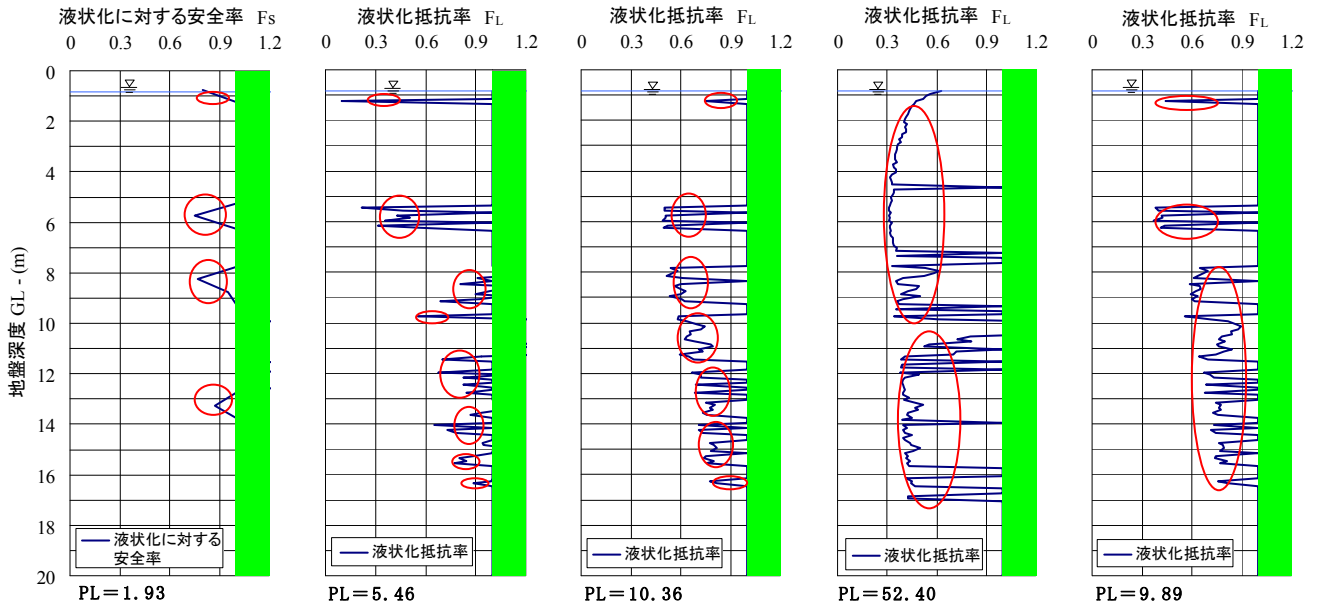 液状化に対する安全率 Fs
液状化抵抗率 FL
液状化抵抗率 FL
液状化抵抗率 FL
液状化抵抗率 FL
0 0.3 0.6 0.9 1.2
0 0.3 0.6 0.9 1.2
0 0.3 0.6 0.9 1.2
0 0.3 0.6 0.9 1.2
0 0.3 0.6 0.9 1.2
地盤深度 GL - (m)
0
2
4
6
8
10
12
14
16
18
20
液状化に対する
安全率
液状化抵抗率
液状化抵抗率
液状化抵抗率
液状化抵抗率
PL＝1.93
PL＝5.46
PL＝10.36
PL＝52.40
PL＝9.89